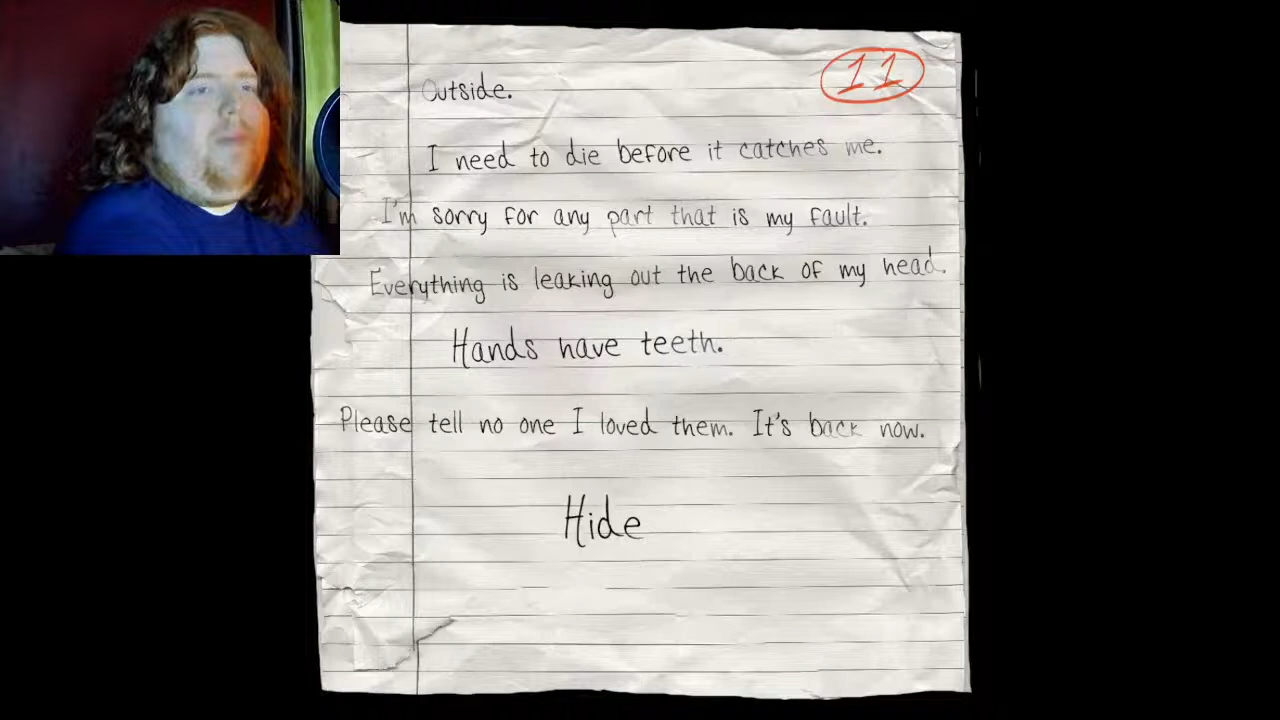 11
Outside.
I need to die before it catches me.
I'm sorry for any part that is my fault.
Everything is leaking out the back of my head.
Hands have teeth.
Please tell no one I loved them. It's back now.
Hide